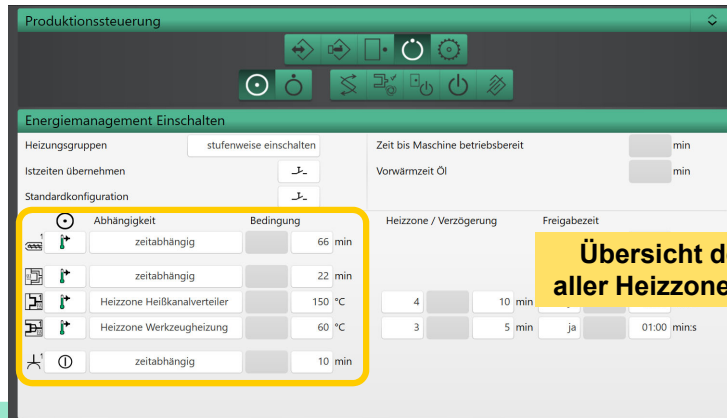 Produktionssteuerung
Energiemanagement Einschalten
Heizungsgruppen stufenweise einschalten Zeit bis Maschine betriebsbereit min
Istzeiten übernehmen Vorwärmzeit Öl min
Standardkonfiguration
Abhängigkeit Bedingung Heizzone / Verzögerung Freigabezeit
1 zeitabhängig 66 min
Übersicht
zeitabhängig 22 min
aller
Heizzone Heißkanalverteiler 150 °C 4 10 min
Heizzone Werkzeugheizung 60 °C 3 5 min ja 01:00 min:s
1 zeitabhängig 10 min